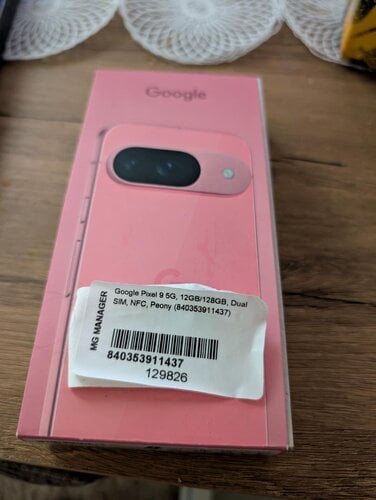 Google
MG MANAGER
Google Pixel 9 5G, 12GB/128GB, Dual
SIM, NFC, Peony (840353911437)
840353911437
129826